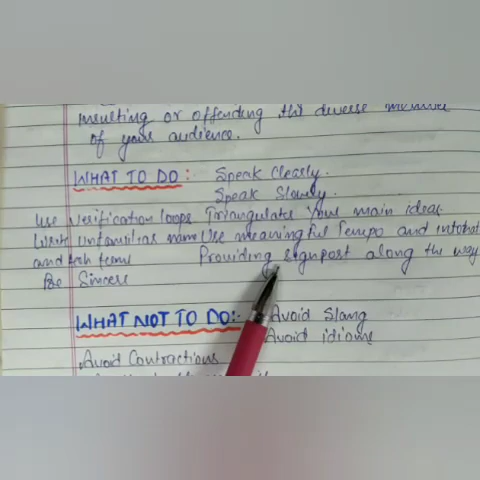 insulting or offending the diverse
of your audience.
WHAT TO DO: Speak Clearly.
Speak Slowly.
Use Verification loops Triangulate your main ideas
Write Unfamiliar name Use meaningful Tempo and intonat
and tech terms Providing signpost along the way
Be Sincere
WHAT NOT TO DO:- Avoid Slang
Avoid idioms
Avoid Contractions